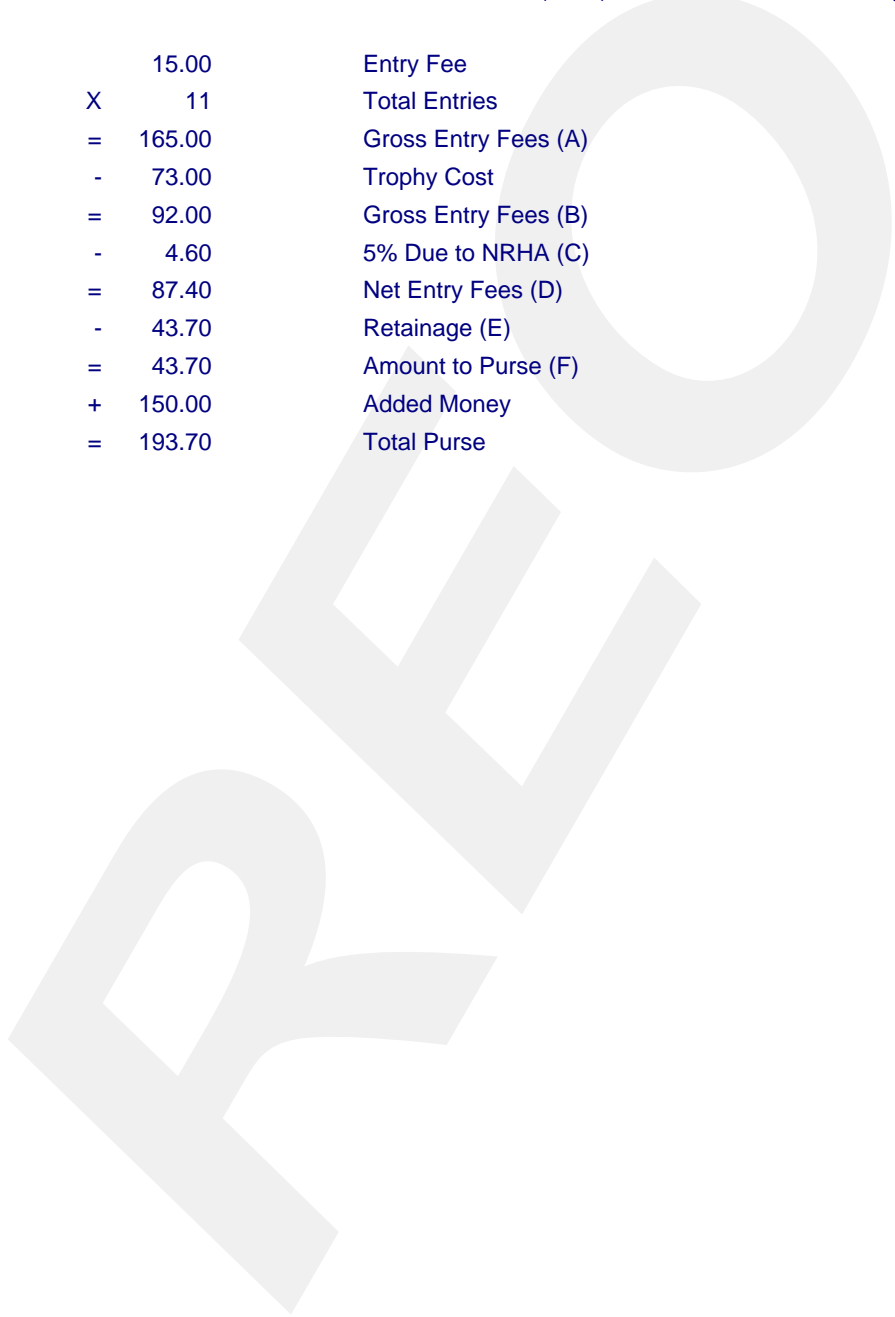 15.00 Entry Fee
X 11 Total Entries
= 165.00 Gross Entry Fees (A)
- 73.00 Trophy Cost
= 92.00 Gross Entry Fees (B)
- 4.60 5% Due to NRHA (C)
= 87.40 Net Entry Fees (D)
- 43.70 Retainage (E)
= 43.70 Amount to Purse (F)
+ 150.00 Added Money
= 193.70 Total Purse
REO